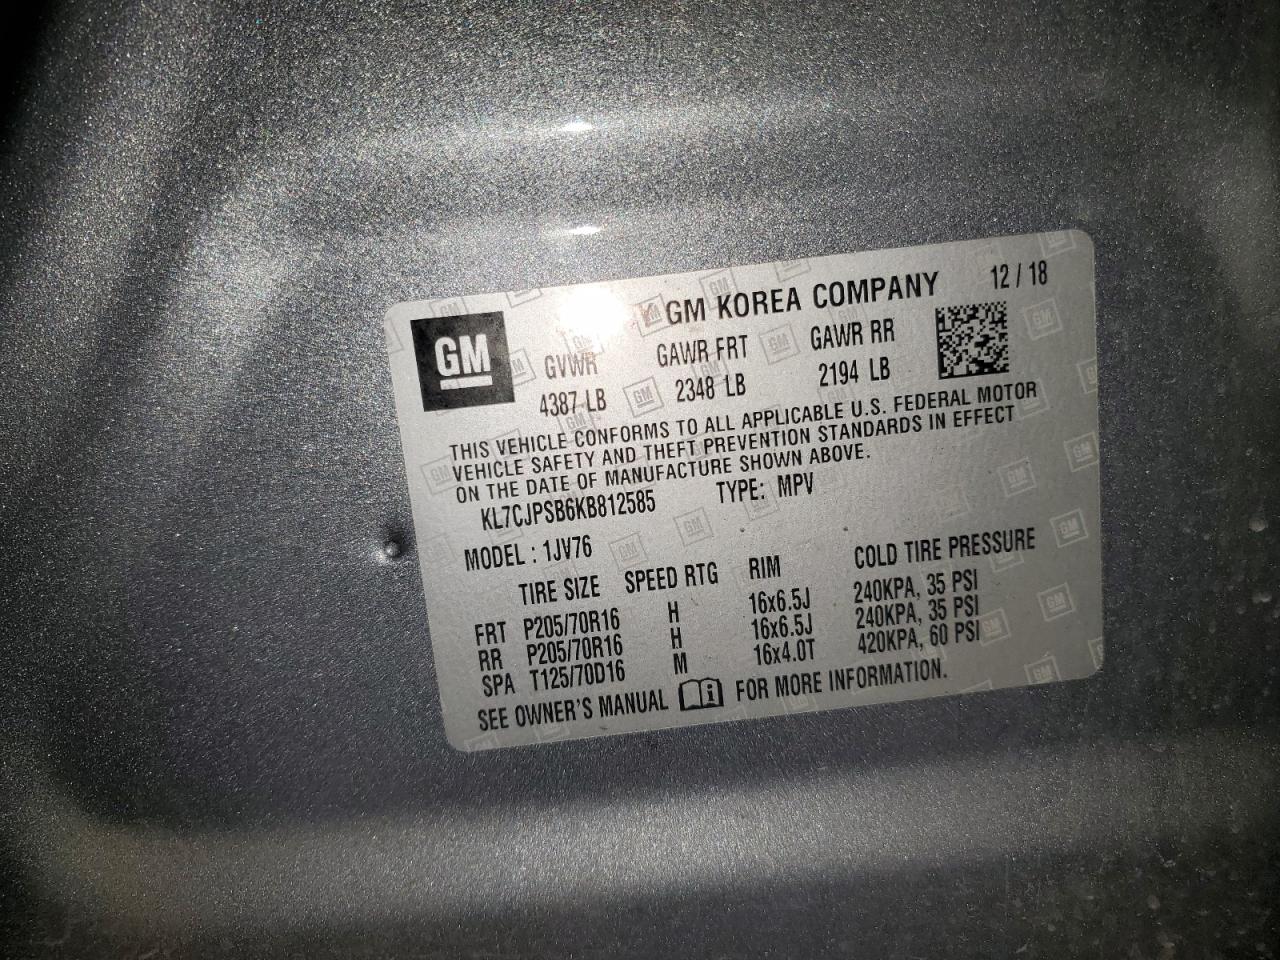 GM
GM KOREA COMPANY 12 / 18
GVWR GAWR FRT GAWR RR
4387 LB 2348 LB 2194 LB
THIS VEHICLE CONFORMS TO ALL APPLICABLE U.S. FEDERAL MOTOR
VEHICLE SAFETY AND THEFT PREVENTION STANDARDS IN EFFECT
ON THE DATE OF MANUFACTURE SHOWN ABOVE.
KL7CJPSB6KB812585 TYPE: MPV
MODEL : 1JV76
TIRE SIZE SPEED RTG RIM COLD TIRE PRESSURE
FRT P205/70R16 H 16x6.5J 240KPA, 35 PSI
RR P205/70R16 H 16x6.5J 240KPA, 35 PSI
SPA T125/70D16 M 16x4.0T 420KPA, 60 PSI
SEE OWNER'S MANUAL FOR MORE INFORMATION.